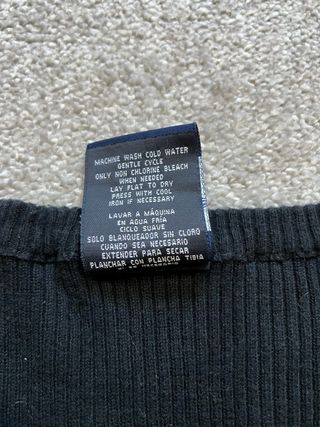 MACHINE WASH COLD WATER
GENTLE CYCLE
ONLY NON CHLORINE BLEACH
WHEN NEEDED
LAY FLAT TO DRY
PRESS WITH COOL
IRON IF NECESSARY
LAVAR A MÁQUINA
EN AGUA FRÍA
CICLO SUAVE
SOLO BLANQUEADOR SIN CLORO
CUANDO SEA NECESARIO
EXTENDER PARA SECAR
PLANCHAR CON PLANCHA TIBIA